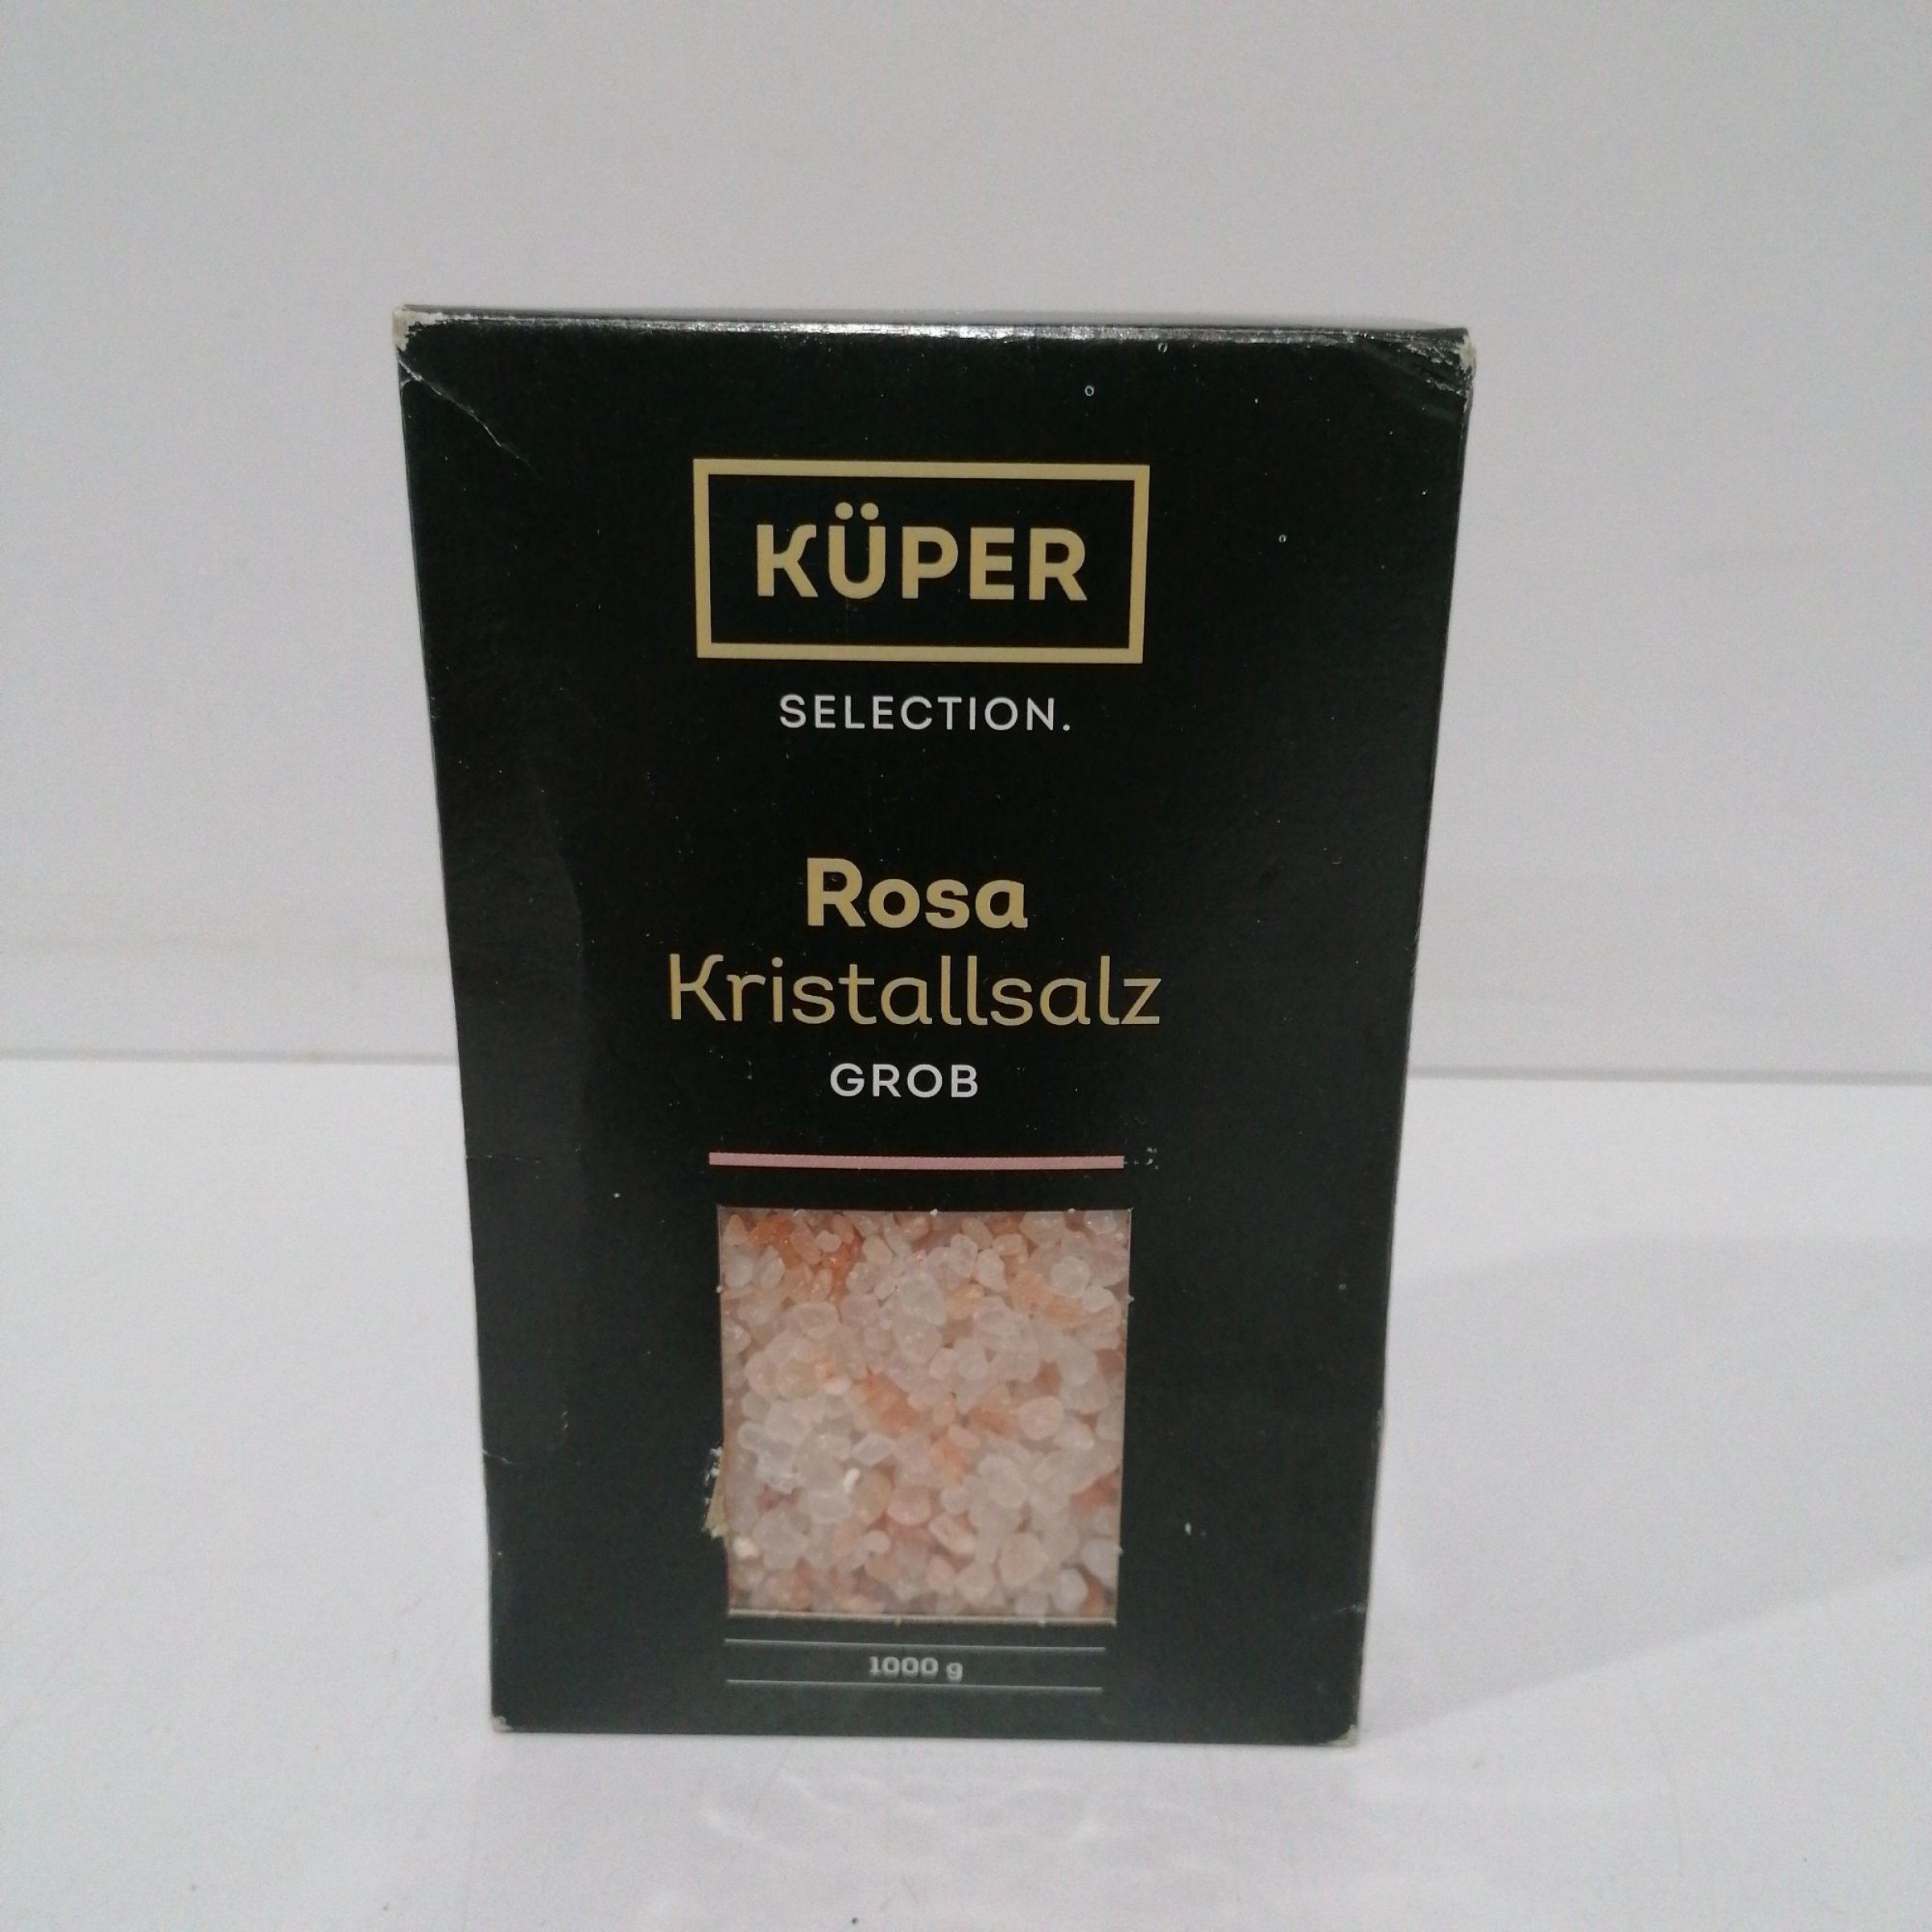 KÜPER
SELECTION.
Rosa
Kristallsalz
GROB
1000 g